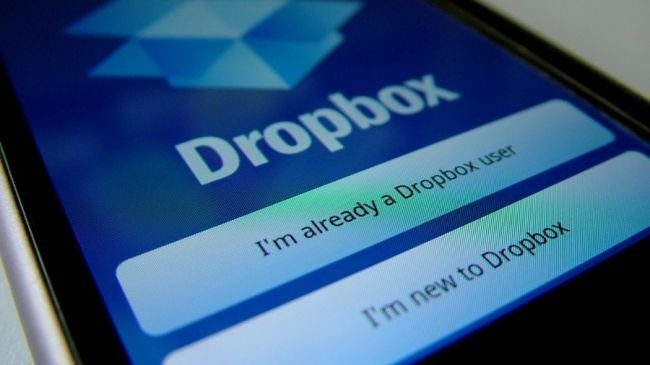 Dropbox
I'm already a Dropbox user
I'm new to Dropbox